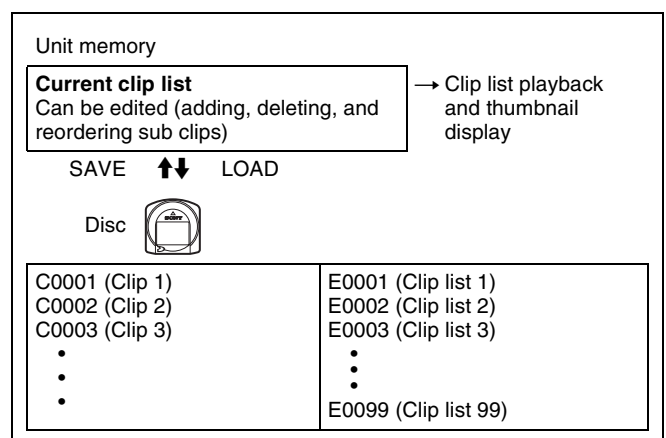 Unit memory
Current clip list
Can be edited (adding, deleting, and
reordering sub clips)
→ Clip list playback
and thumbnail
display
SAVE
LOAD
Disc
SONY
C0001 (Clip 1)
C0002 (Clip 2)
C0003 (Clip 3)
•
•
•
E0001 (Clip list 1)
E0002 (Clip list 2)
E0003 (Clip list 3)
•
•
•
E0099 (Clip list 99)